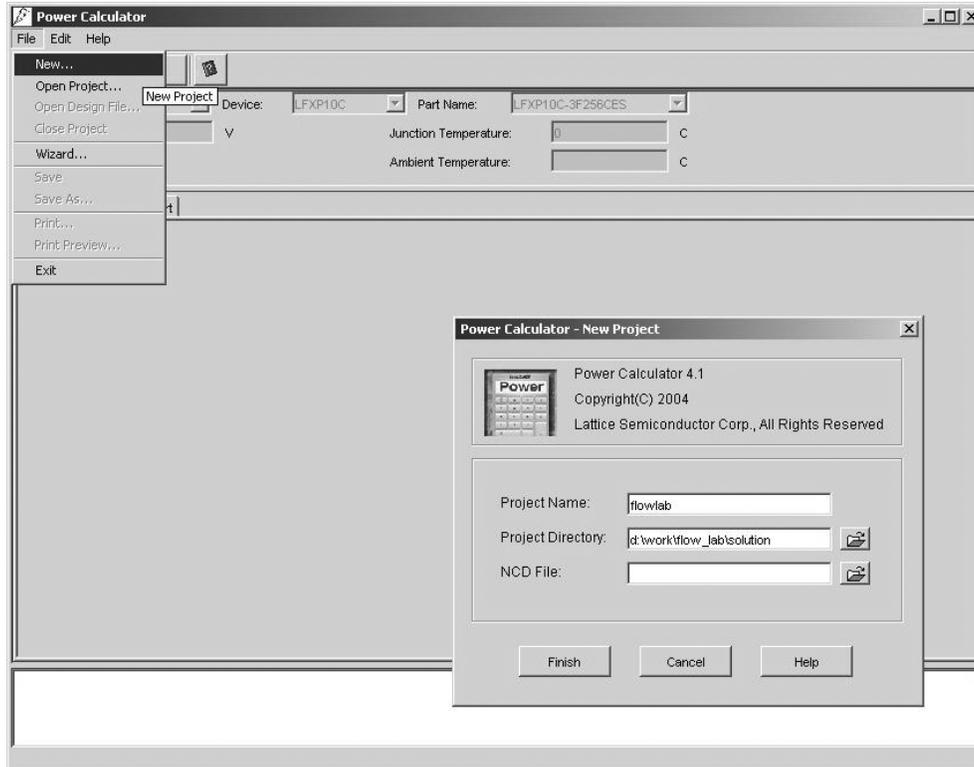 Power Calculator
File Edit Help
New...
Open Project...
New Project
Open Design File...
Close Project
Wizard...
Save
Save As...
Print...
Print Preview...
Exit
Device: LFXP10C Part Name: LFXP10C-3F256CES
V Junction Temperature: 0 C
Ambient Temperature: C
Power Calculator - New Project
Power
Power Calculator 4.1
Copyright(C) 2004
Lattice Semiconductor Corp., All Rights Reserved
Project Name: flowlab
Project Directory: d:\work\flow_lab\solution
NCD File:
Finish Cancel Help